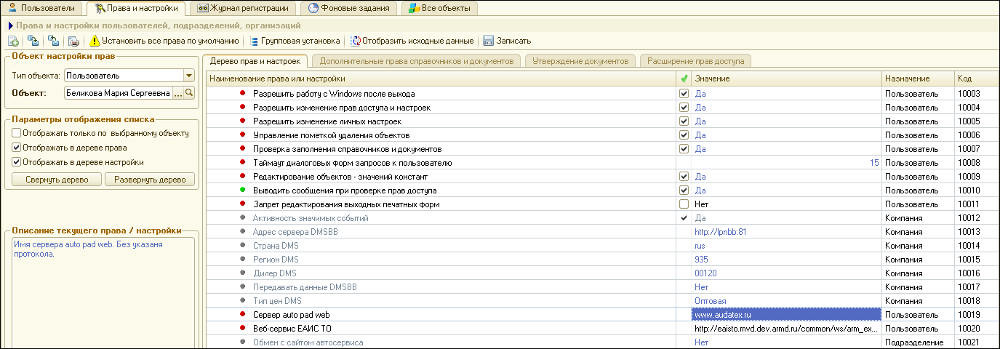 Пользователи Права и настройки Журнал регистрации Фоновые задания Все объекты
Права и настройки пользователей, подразделений, организаций
Установить все права по умолчанию Групповая установка Отобразить исходные данные Записать
Объект настройки прав
Тип объекта: Пользователь
Объект: Беликова Мария Сергеевна ...
Параметры отображения списка
Отображать только по выбранному объекту
Отображать в дереве права
Отображать в дереве настройки
Свернуть дерево Развернуть дерево
Описание текущего права / настройки
Имя сервера auto pad web. Без указаня
протокола.
Дерево прав и настроек Дополнительные права справочников и документов Утверждение документов Расширение прав доступа
Наименование права или настройки Значение Назначение Код
Разрешить работу с Windows после выхода Да Пользователь 10003
Разрешить изменение прав доступа и настроек Да Пользователь 10004
Разрешить изменение личных настроек Да Пользователь 10005
Управление пометкой удаления объектов Да Пользователь 10006
Проверка заполнения справочников и документов Да Пользователь 10007
Таймаут диалоговых форм запросов к пользователю 15 Пользователь 10008
Редактирование объектов - значений констант Да Пользователь 10009
Выводить сообщения при проверке прав доступа Да Пользователь 10010
Запрет редактирования выходных печатных форм Нет Пользователь 10011
Активность значимых событий Да Компания 10012
Адрес сервера DMSBB http://lpnbb:81 Компания 10013
Страна DMS rus Компания 10014
Регион DMS 935 Компания 10015
Дилер DMS 00120 Компания 10016
Передавать данные DMSBB Нет Компания 10017
Тип цен DMS Оптовая Компания 10018
Сервер auto pad web www.audatex.ru Пользователь 10019
Веб-сервис ЕАИС ТО http://eaisto.mvd.dev.armd.ru/common/ws/arm_ex... Пользователь 10020
Обмен с сайтом автосервиса Нет Подразделение 10021